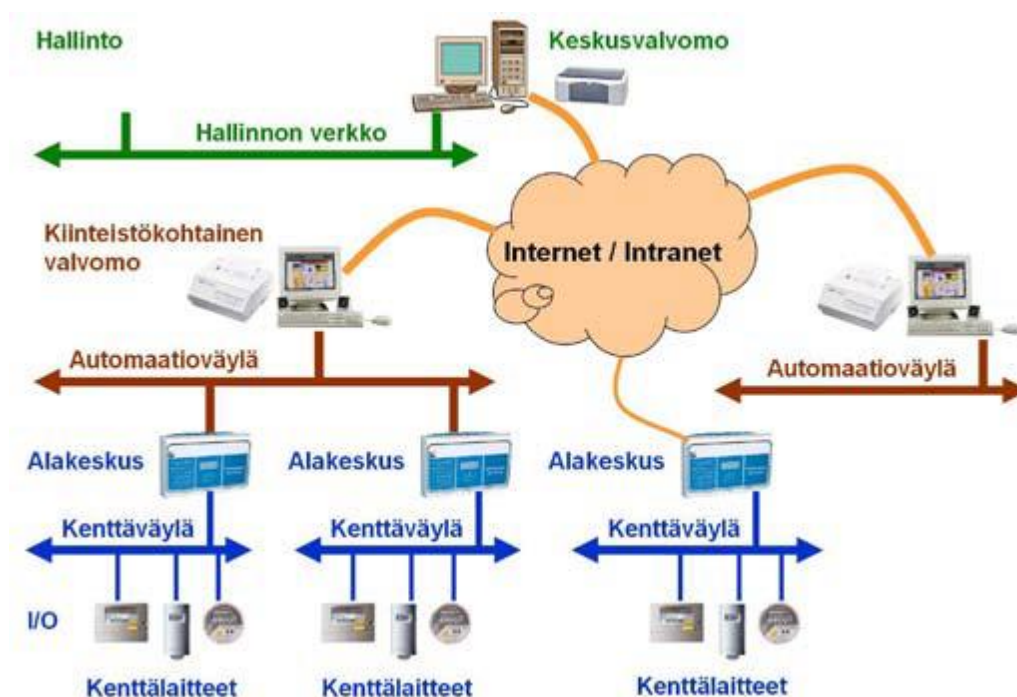 Hallinto
Keskusvalvomo
Hallinnon verkko
Kiinteistökohtainen
valvomo
Internet / Intranet
Automaatioväylä
Automaatioväylä
Alakeskus
Alakeskus
Alakeskus
Kenttäväylä
Kenttäväylä
Kenttäväylä
I/O
Kenttälaitteet
Kenttälaitteet
Kenttälaitteet